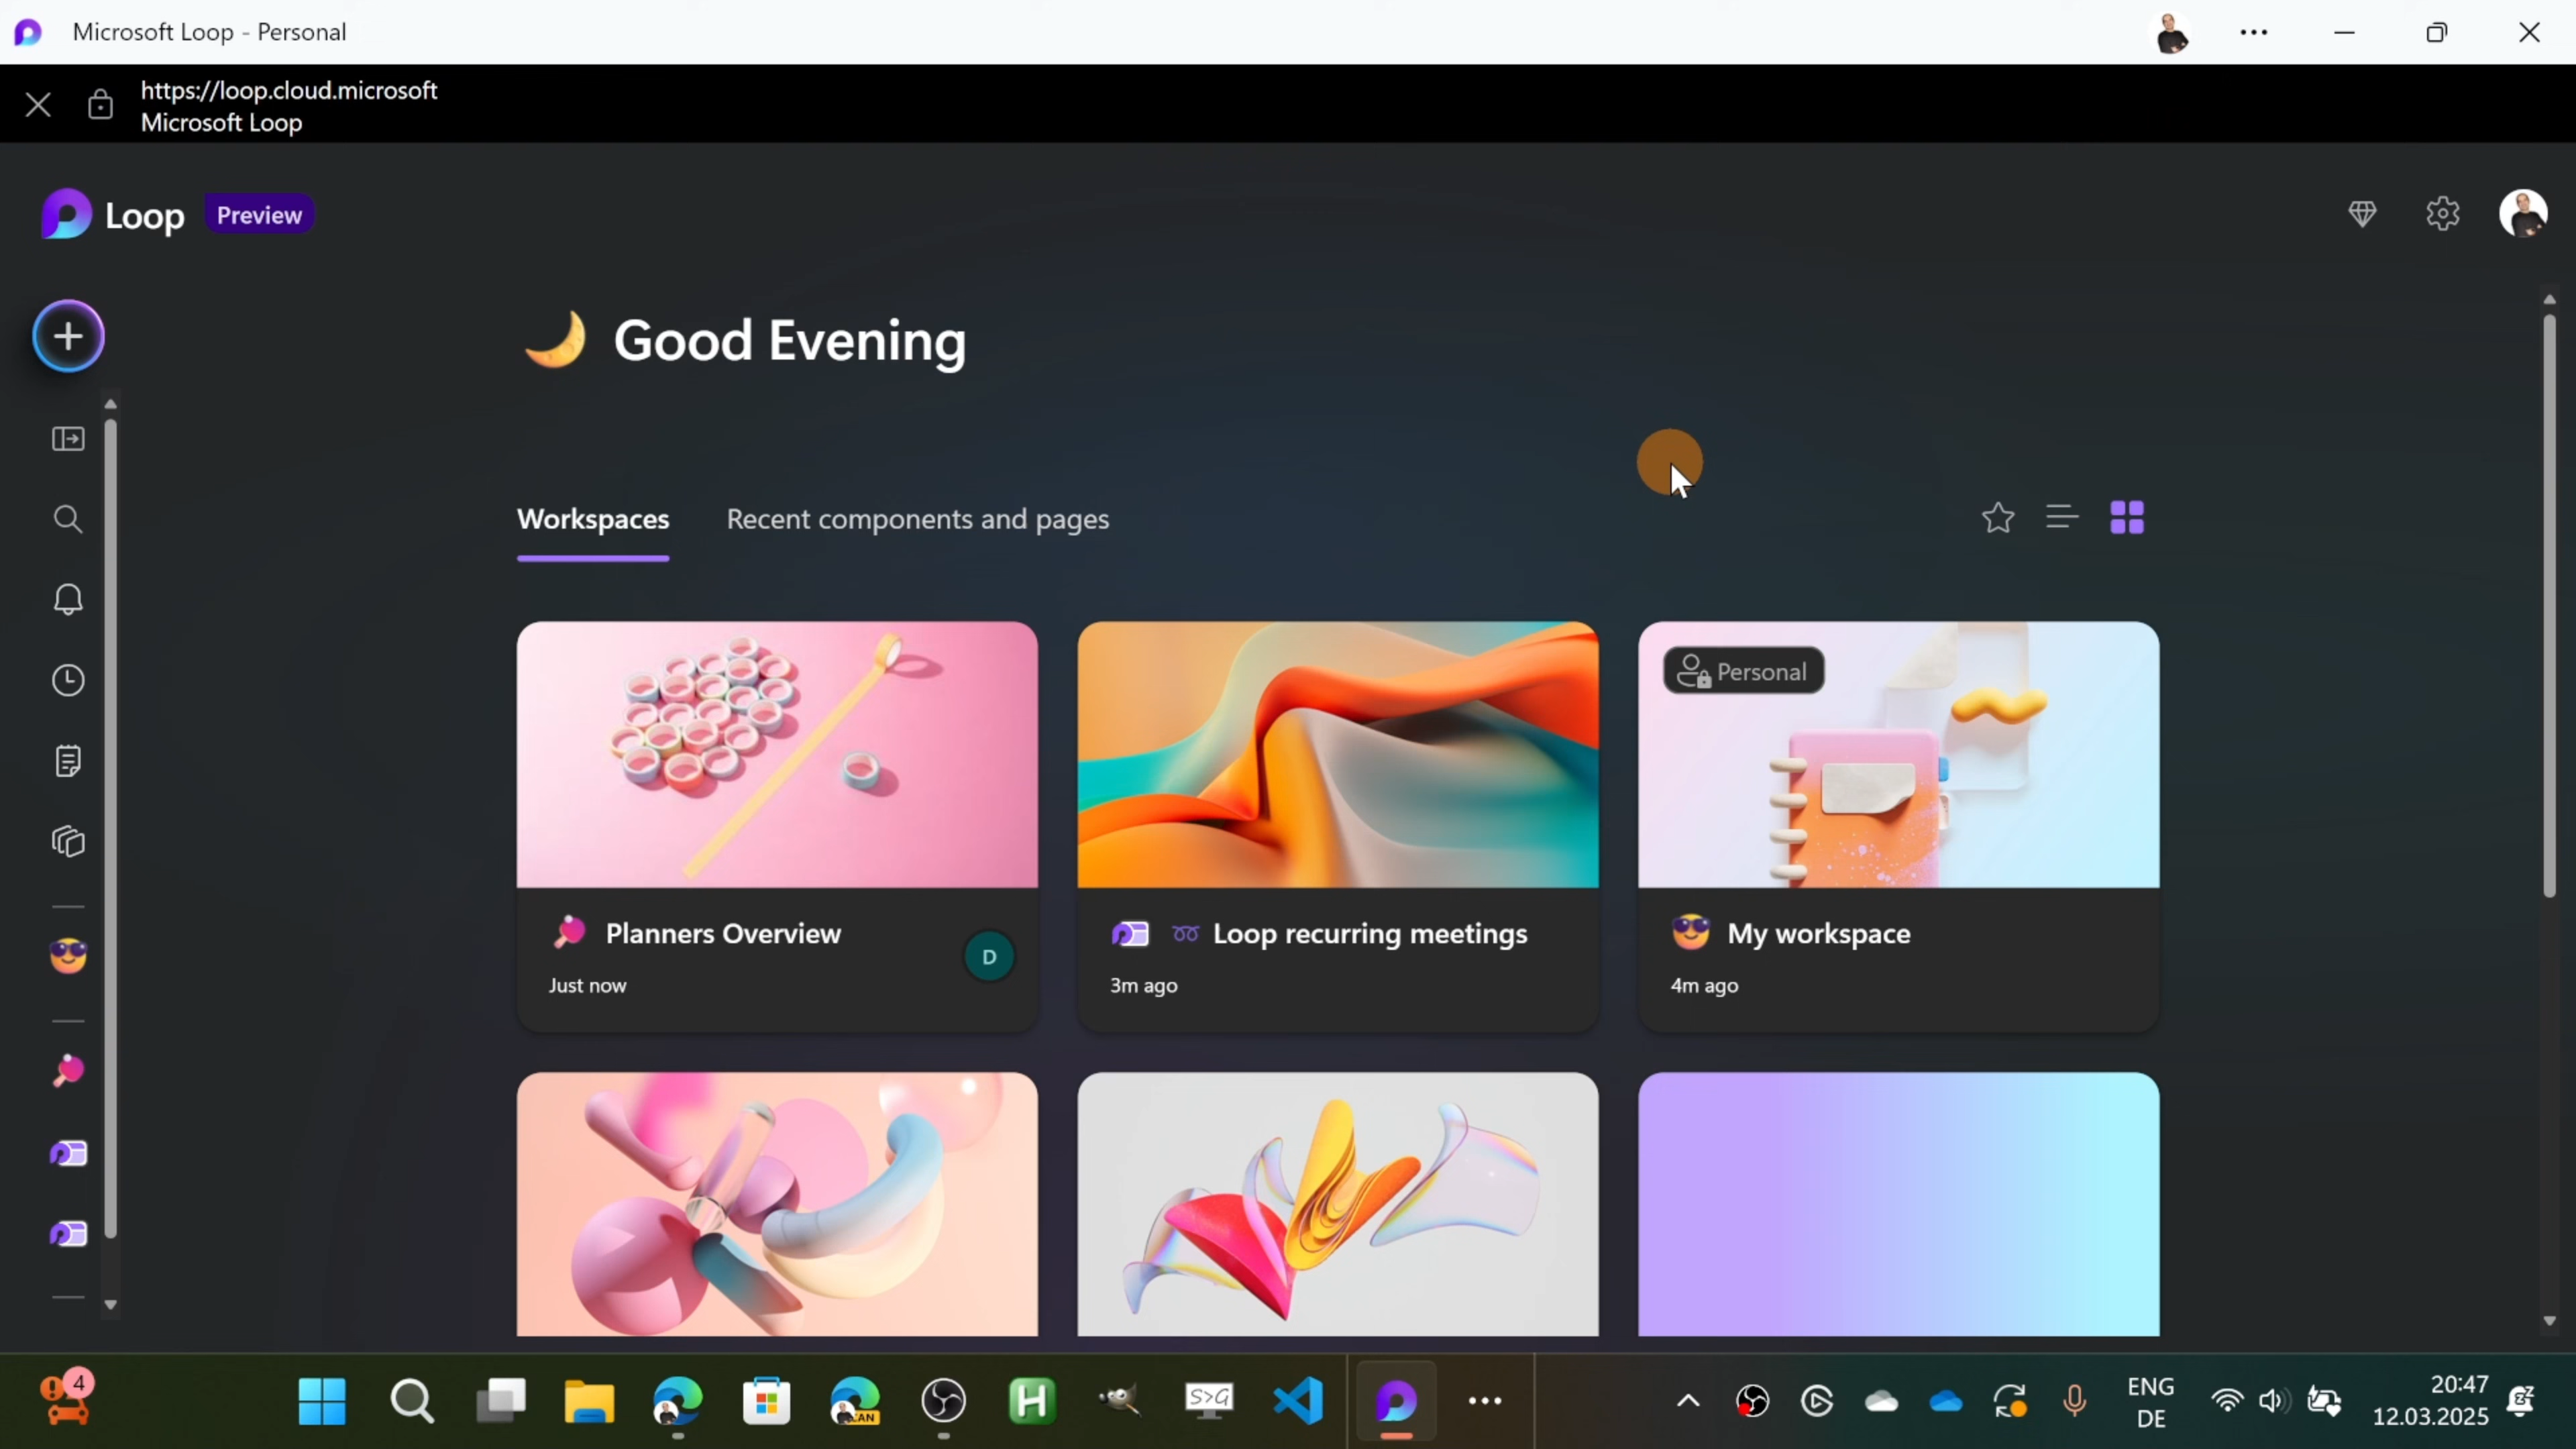 Microsoft Loop - Personal
https://loop.cloud.microsoft
Microsoft Loop
Loop Preview
Good Evening
Workspaces Recent components and pages
Personal
Planners Overview
D
Just now
Loop recurring meetings
3m ago
My workspace
4m ago
4
CAN
S>G
ENG
DE
20:47
12.03.2025